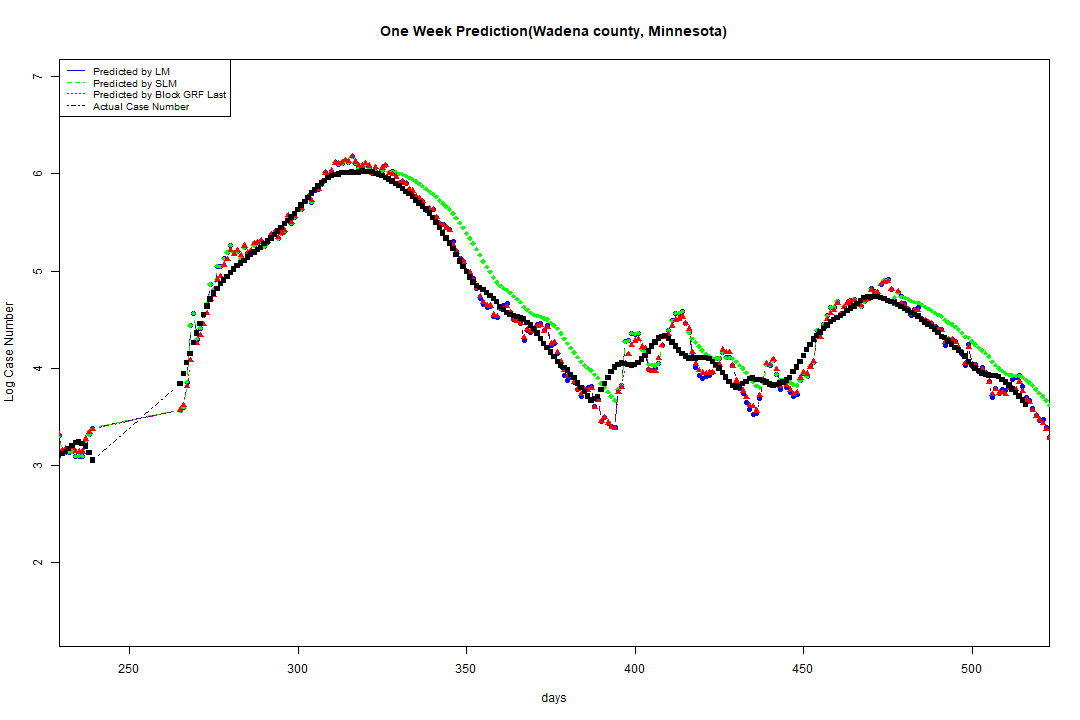 One Week Prediction(Wadena county, Minnesota)
Predicted by LM
Predicted by SLM
Predicted by Block GRF Last
Actual Case Number
7
6
5
4
3
2
Log Case Number
250 300 350 400 450 500
days